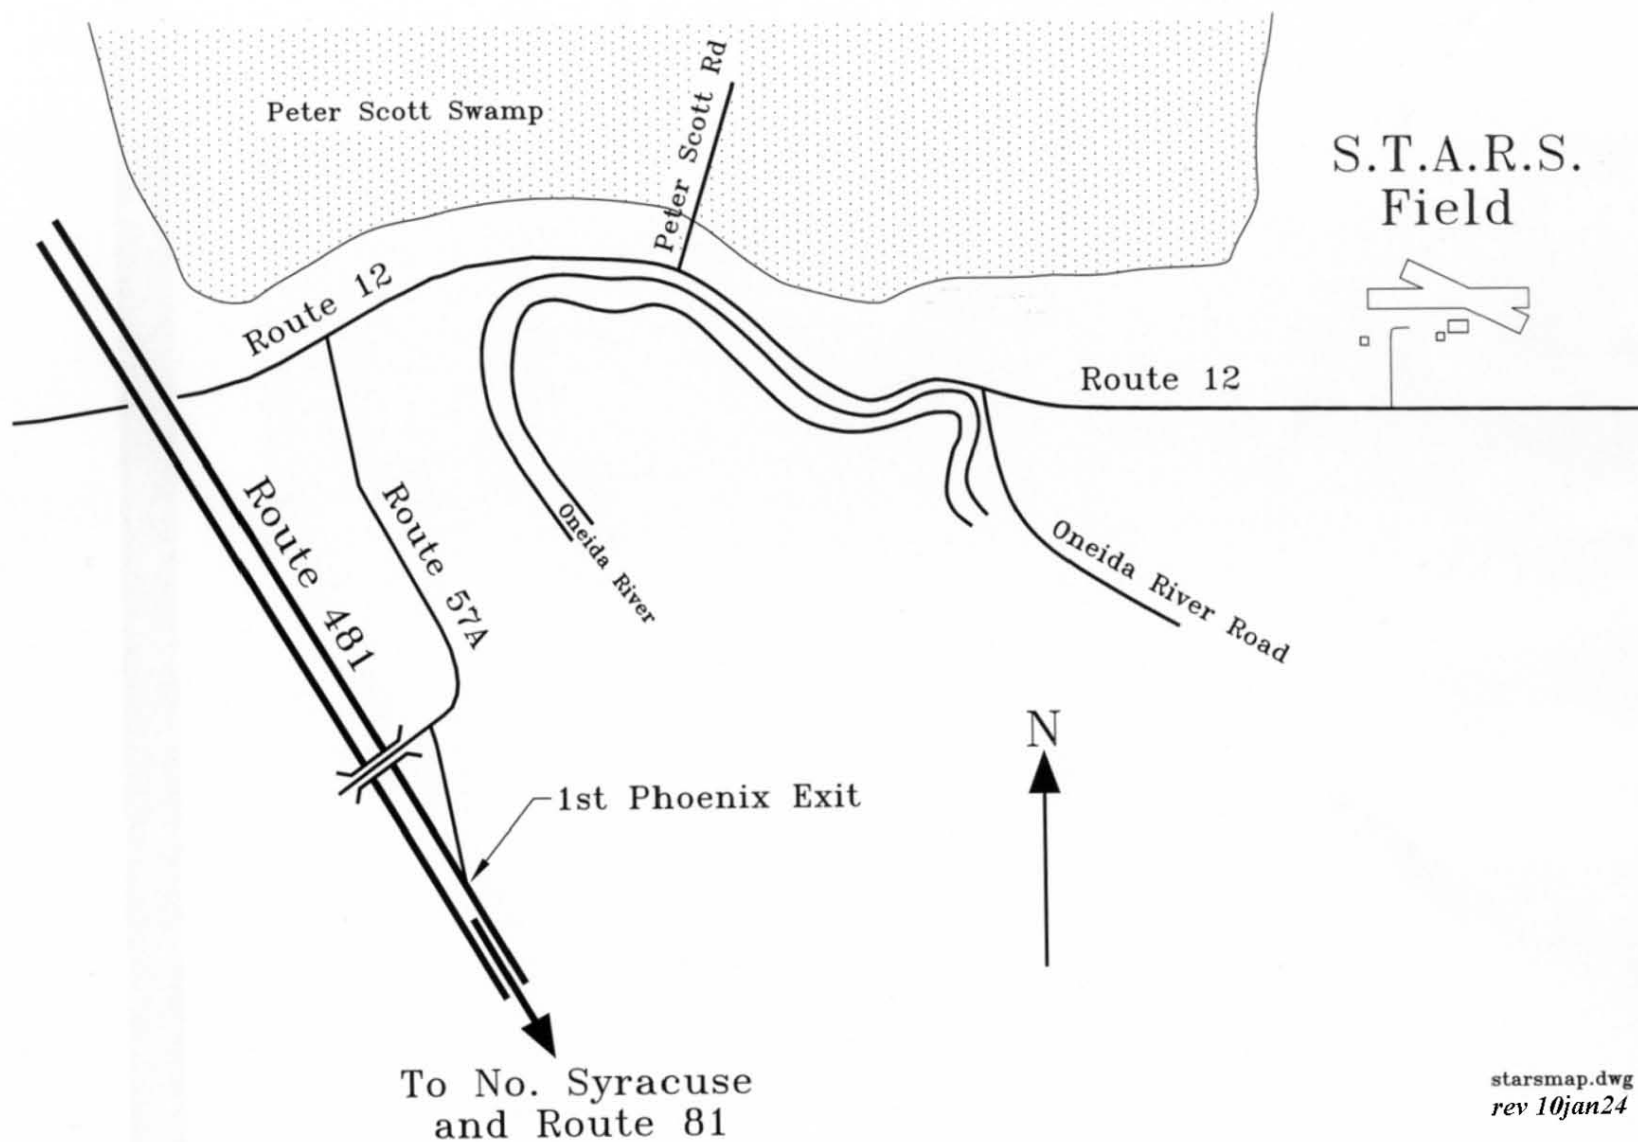 Peter Scott Swamp
Peter Scott Rd
S.T.A.R.S.
Field
Route 12
Route 12
Route 481
Route 57A
Oneida River
Oneida River Road
N
1st Phoenix Exit
To No. Syracuse
and Route 81
starsmap.dwg
rev 10jan24